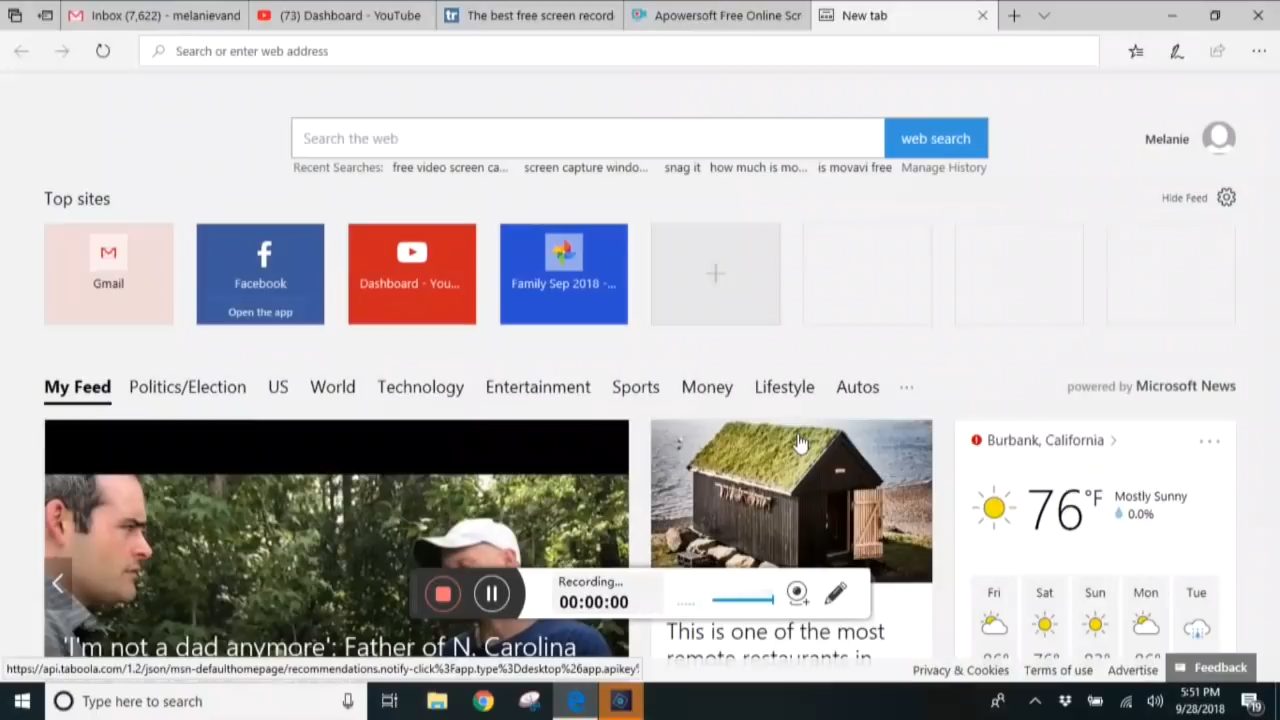 Inbox (7,622) - melanievand
(73) Dashboard - YouTube
The best free screen record
Apowersoft Free Online Scr
New tab
Search or enter web address
Search the web
web search
Melanie
Recent Searches: free video screen ca... screen capture windo... snag it how much is mo... is movavi free Manage History
Top sites
Hide Feed
Gmail
Facebook
Open the app
Dashboard - You...
Family Sep 2018 -...
My Feed Politics/Election US World Technology Entertainment Sports Money Lifestyle Autos ...
powered by Microsoft News
Burbank, California
76°F
Mostly Sunny
0.0%
Recording...
00:00:00
Fri Sat Sun Mon Tue
'I'm not a dad anymore': Father of N. Carolina
This is one of the most
remote restaurants in
https://api.taboola.com/1.2/json/msn-defaulthomepage/recommendations.notify-click%3Fapp.type%3Ddesktop%26app.apikey%
Privacy & Cookies Terms of use Advertise Feedback
Type here to search
5:51 PM
9/28/2018
19